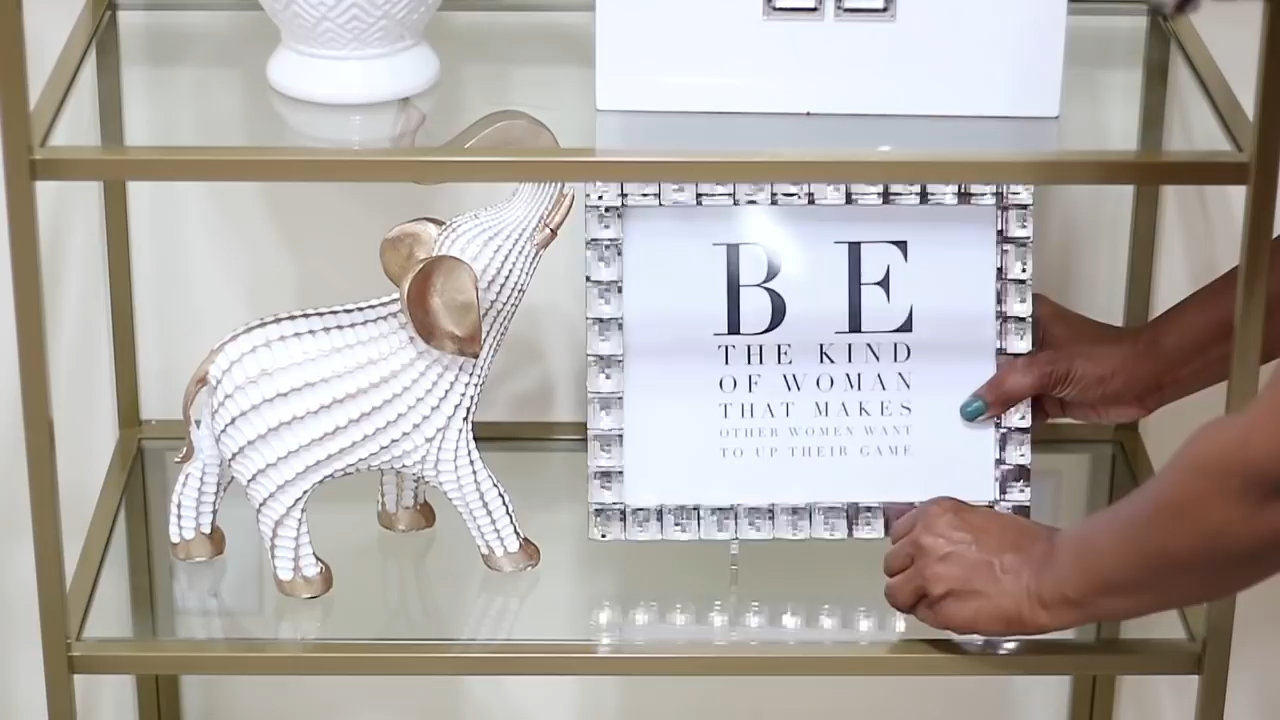 BE
THE KIND
OF WOMAN
THAT MAKES
OTHER WOMEN WANT
TO UP THEIR GAME